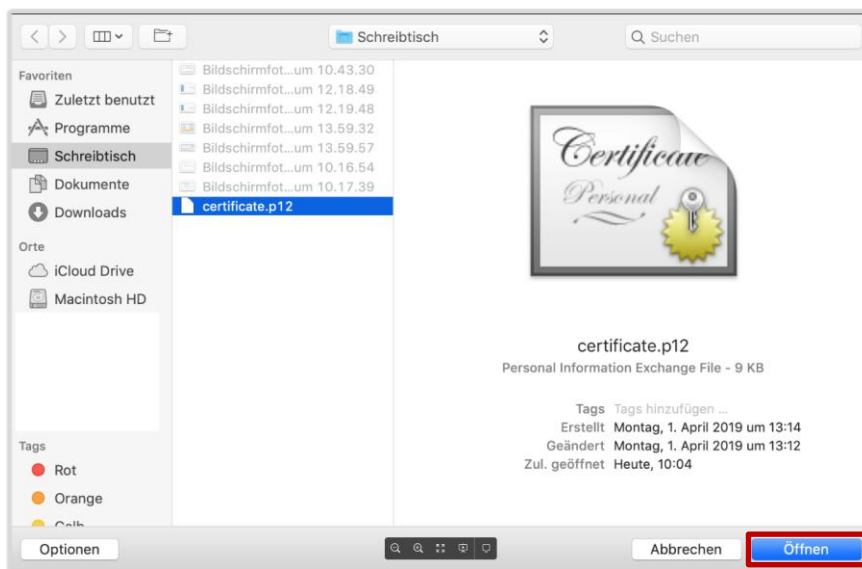 Schreibtisch
Suchen
Favoriten
Zuletzt benutzt
Programme
Schreibtisch
Dokumente
Downloads
Orte
iCloud Drive
Macintosh HD
Tags
Rot
Orange
Gelb
Bildschirmfot...um 10.43.30
Bildschirmfot...um 12.18.49
Bildschirmfot...um 12.19.48
Bildschirmfot...um 13.59.32
Bildschirmfot...um 13.59.57
Bildschirmfot...um 10.16.54
Bildschirmfot...um 10.17.39
certificate.p12
Certificate
Personal
certificate.p12
Personal Information Exchange File - 9 KB
Tags Tags hinzufügen ...
Erstellt Montag, 1. April 2019 um 13:14
Geändert Montag, 1. April 2019 um 13:12
Zul. geöffnet Heute, 10:04
Optionen
Abbrechen
Öffnen